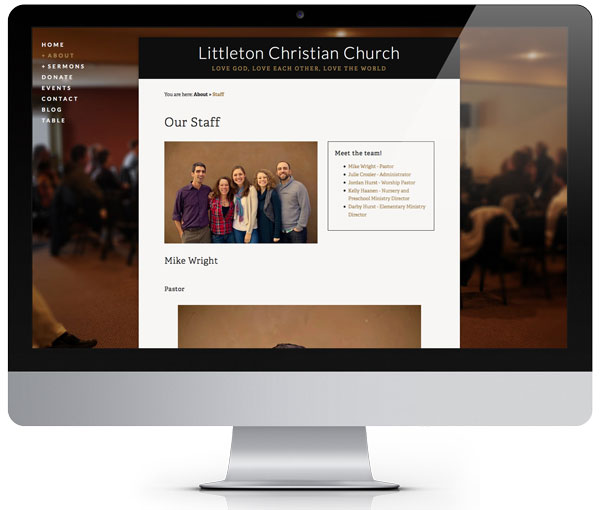 HOME
+ ABOUT
+ SERMONS
DONATE
EVENTS
CONTACT
BLOG
TABLE
Littleton Christian Church
LOVE GOD, LOVE EACH OTHER, LOVE THE WORLD
You are here: About » Staff
Our Staff
Meet the team!
Mike Wright - Pastor
Julie Crosier - Administrator
Jordan Hurst - Worship Pastor
Kelly Haasen - Nursery and
Preschool Ministry Director
Darby Hurst - Elementary Ministry
Director
Mike Wright
Pastor